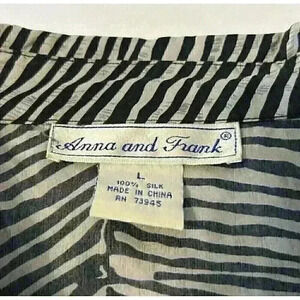 Anna and Frank®
L
100% SILK
MADE IN CHINA
RN 73945